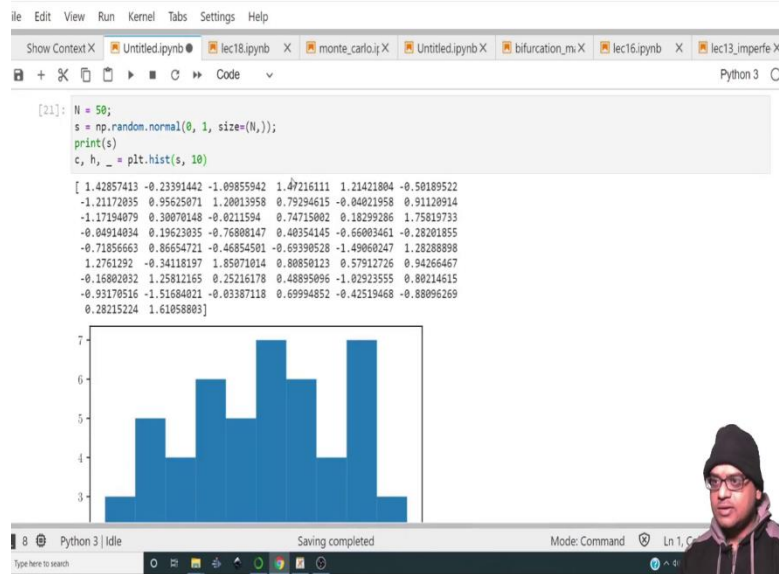 ile Edit View Run Kernel Tabs Settings Help
Show Context X Untitled.ipynb lec18.ipynb X monte_carlo.ip X Untitled.ipynb X bifurcation_ma X lec16.ipynb X lec13_imperfe X
Code Python 3
[21]: N = 50;
s = np.random.normal(0, 1, size=(N,));
print(s)
c, h, _ = plt.hist(s, 10)
[ 1.42857413 -0.23391442 -1.09855942 1.47216111 1.21421804 -0.50189522
-1.21172035 0.95625071 1.20013958 0.79294615 -0.04021958 0.91120914
-1.17194079 0.30070148 -0.0211594 0.74715002 0.18299286 1.75819733
-0.04914034 0.19623035 -0.76808147 0.40354145 -0.66003461 -0.28201855
-0.71856663 0.86654721 -0.46854501 -0.69390528 -1.49060247 1.28288898
1.2761292 -0.34118197 1.85071014 0.80850123 0.57912726 0.94266467
-0.16802032 1.25812165 0.25216178 0.48895096 -1.02923555 0.80214615
-0.93170516 -1.51684021 -0.03387118 0.69994852 -0.42519468 -0.88096269
0.28215224 1.61058803]
7
6
5
4
3
8 Python 3 | Idle Saving completed Mode: Command Ln 1,
Type here to search